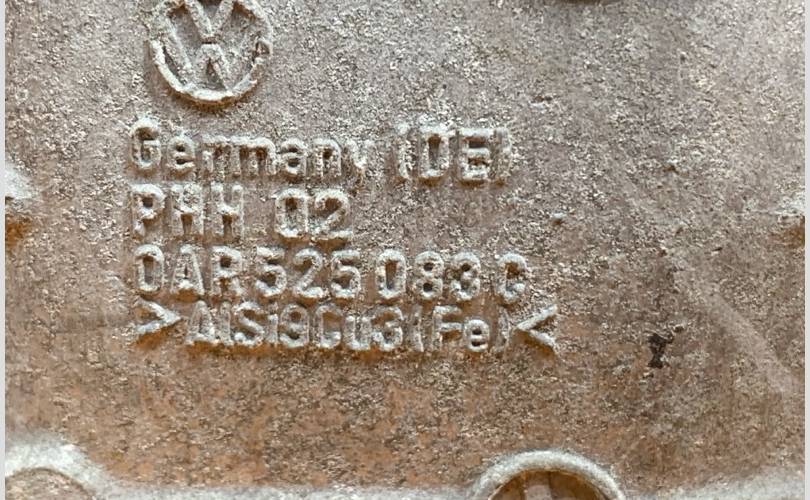 Germany (DE)
PHH 02
0AR 525 083 C
>AlSi9Cu3(Fe)<